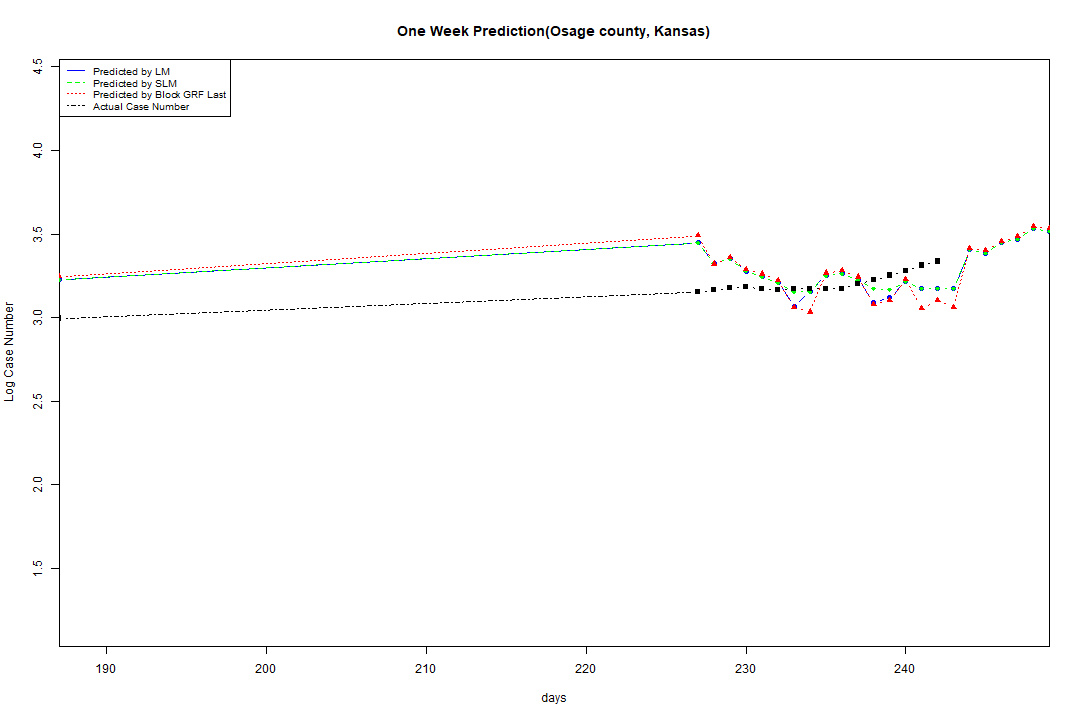 One Week Prediction(Osage county, Kansas)
Predicted by LM
Predicted by SLM
Predicted by Block GRF Last
Actual Case Number
4.5
4.0
3.5
3.0
2.5
2.0
1.5
Log Case Number
190 200 210 220 230 240
days